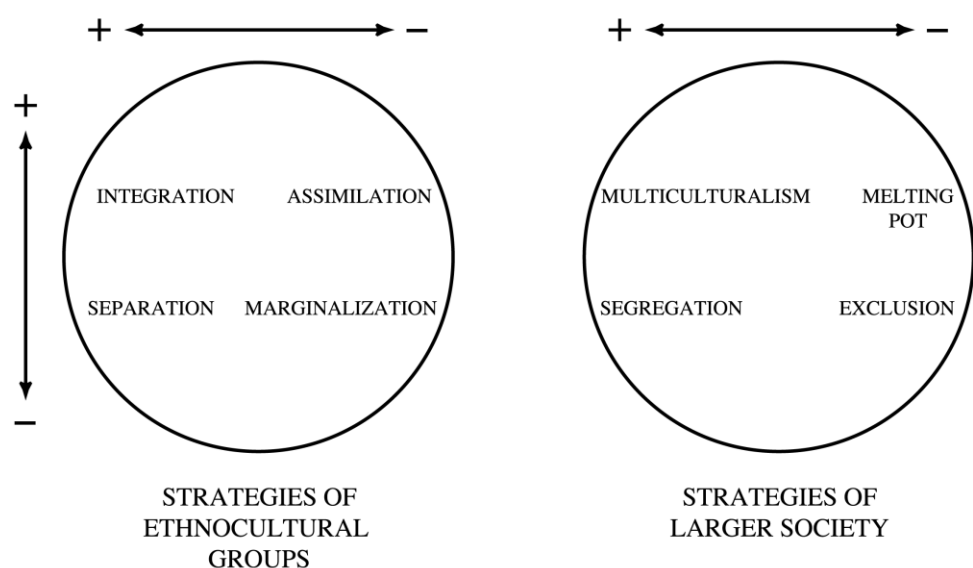 + −
+ −
+
−
INTEGRATION ASSIMILATION
SEPARATION MARGINALIZATION
MULTICULTURALISM MELTING
POT
SEGREGATION EXCLUSION
STRATEGIES OF
ETHNOCULTURAL
GROUPS
STRATEGIES OF
LARGER SOCIETY